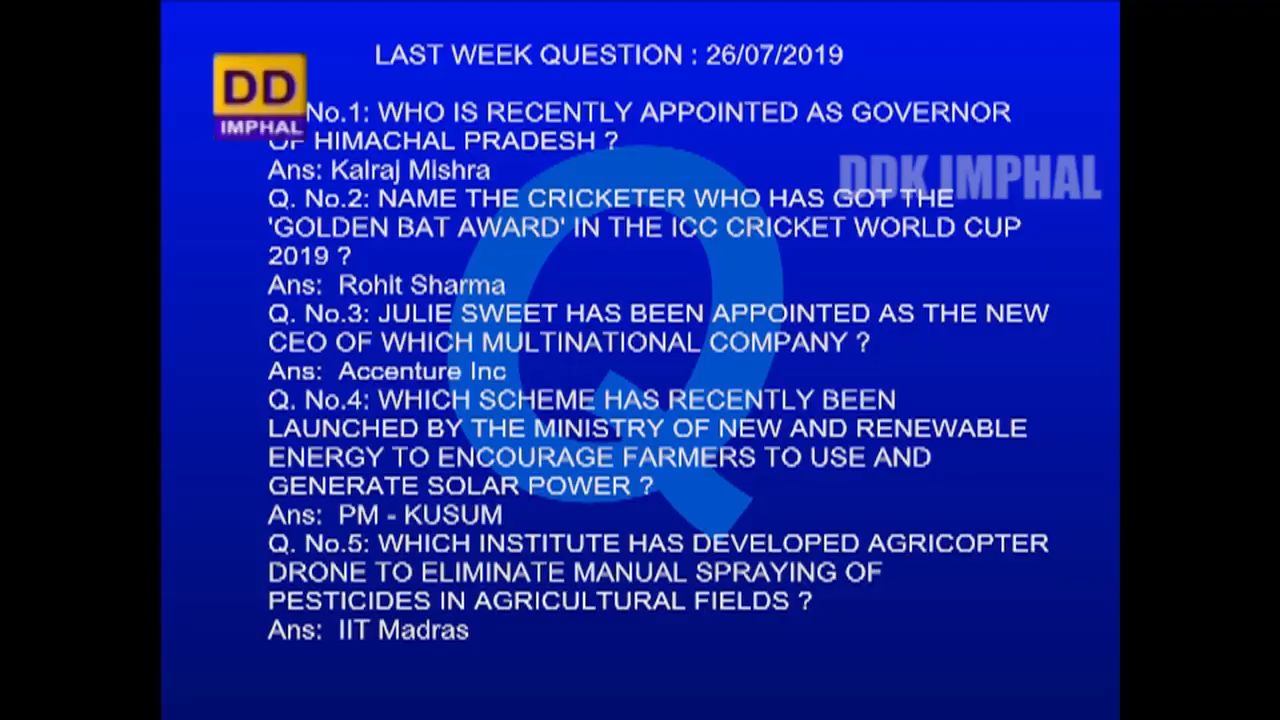 LAST WEEK QUESTION : 26/07/2019
DD
IMPHAL
No.1: WHO IS RECENTLY APPOINTED AS GOVERNOR
OF HIMACHAL PRADESH ?
Ans: Kalraj Mishra
DDK IMPHAL
Q. No.2: NAME THE CRICKETER WHO HAS GOT THE
'GOLDEN BAT AWARD' IN THE ICC CRICKET WORLD CUP
2019 ?
Ans: Rohit Sharma
Q. No.3: JULIE SWEET HAS BEEN APPOINTED AS THE NEW
CEO OF WHICH MULTINATIONAL COMPANY ?
Ans: Accenture Inc
Q. No.4: WHICH SCHEME HAS RECENTLY BEEN
LAUNCHED BY THE MINISTRY OF NEW AND RENEWABLE
ENERGY TO ENCOURAGE FARMERS TO USE AND
GENERATE SOLAR POWER ?
Ans: PM - KUSUM
Q. No.5: WHICH INSTITUTE HAS DEVELOPED AGRICOPTER
DRONE TO ELIMINATE MANUAL SPRAYING OF
PESTICIDES IN AGRICULTURAL FIELDS ?
Ans: IIT Madras
Q